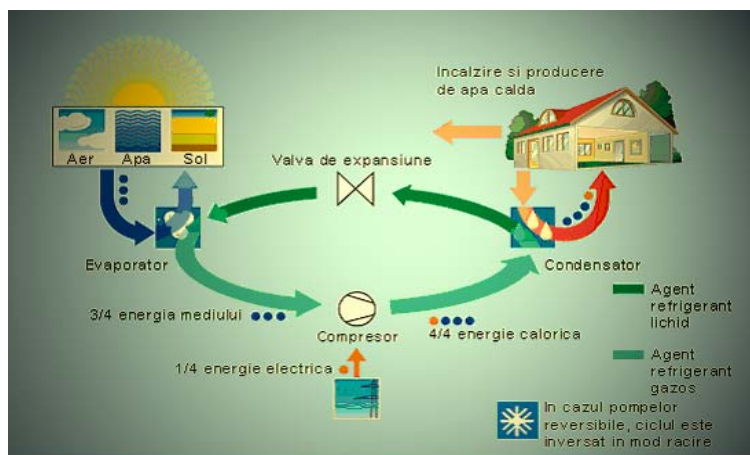 Incalzire si producere
de apa calda
Aer Apa Sol
Valva de expansiune
Evaporator
Condensator
3/4 energia mediului
Compresor
4/4 energie calorica
1/4 energie electrica
Agent
refrigerant
lichid
Agent
refrigerant
gazos
In cazul pompelor
reversibile, ciclul este
inversat in mod racire